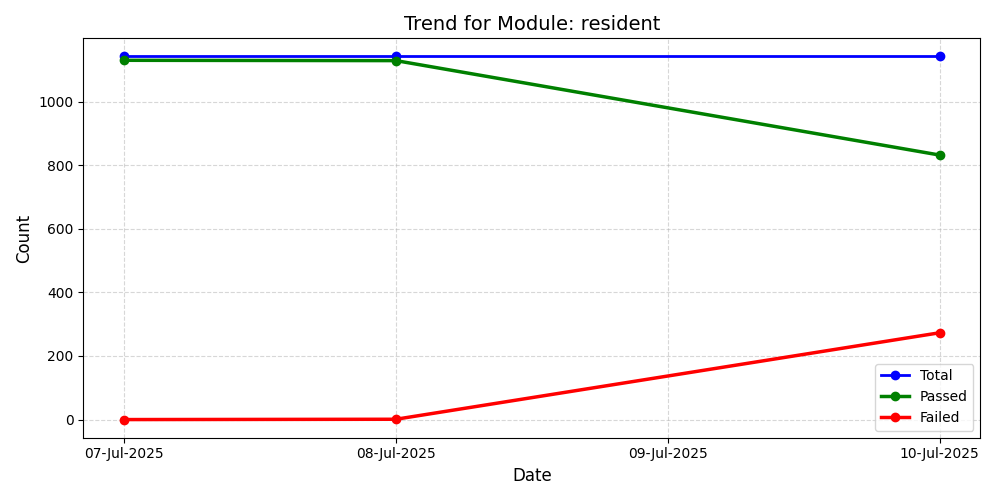 Trend for Module: resident
Count
1000
800
600
400
200
0
Total
Passed
Failed
07-Jul-2025
08-Jul-2025
09-Jul-2025
10-Jul-2025
Date